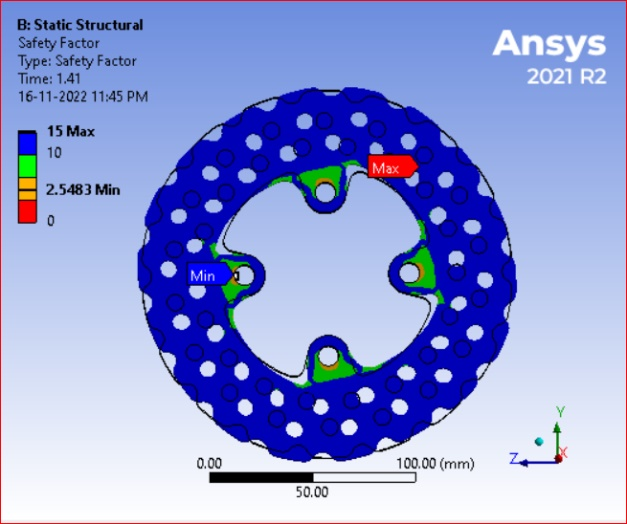 B: Static Structural
Safety Factor
Type: Safety Factor
Time: 1.41
16-11-2022 11:45 PM
Ansys
2021 R2
15 Max
10
2.5483 Min
0
Max
Min
0.00
100.00 (mm)
50.00
Y
Z
X